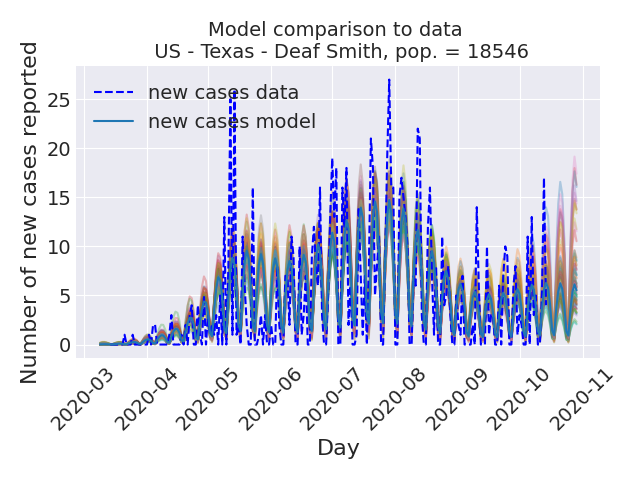 Model comparison to data
US - Texas - Deaf Smith, pop. = 18546
Number of new cases reported
25
20
15
10
5
0
new cases data
new cases model
2020-03
2020-04
2020-05
2020-06
2020-07
2020-08
2020-09
2020-10
2020-11
Day